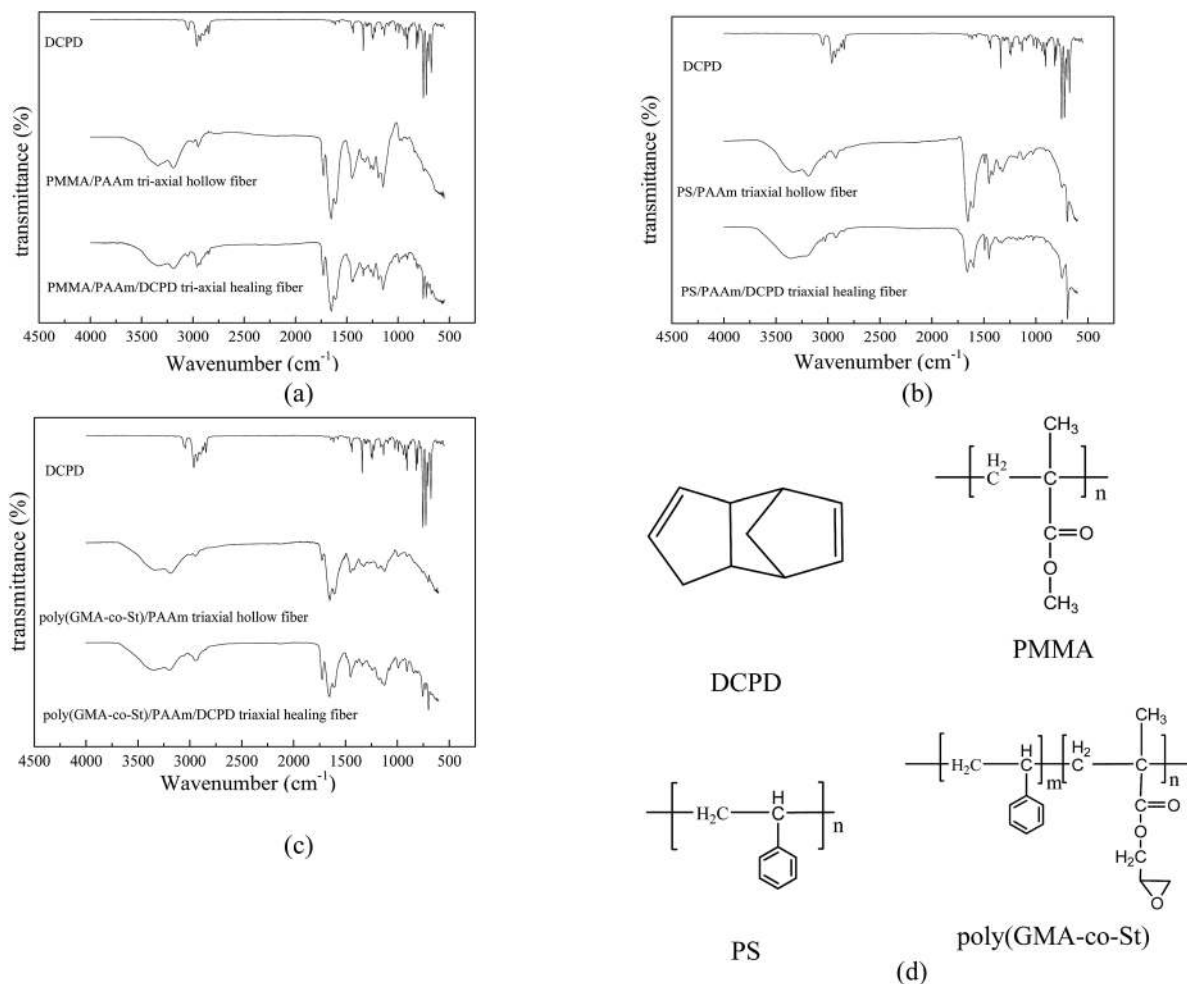 transmittance (%)
DCPD
PMMA/PAAm tri-axial hollow fiber
PMMA/PAAm/DCPD tri-axial healing fiber
4500 4000 3500 3000 2500 2000 1500 1000 500
Wavenumber (cm-1)
(a)
transmittance (%)
DCPD
PS/PAAm triaxial hollow fiber
PS/PAAm/DCPD triaxial healing fiber
4500 4000 3500 3000 2500 2000 1500 1000 500
Wavenumber (cm-1)
(b)
transmittance (%)
DCPD
poly(GMA-co-St)/PAAm triaxial hollow fiber
poly(GMA-co-St)/PAAm/DCPD triaxial healing fiber
4500 4000 3500 3000 2500 2000 1500 1000 500
Wavenumber (cm-1)
(c)
DCPD
CH3
H2
C
C
n
C=O
O
CH3
PMMA
H
H2C
C
n
PS
CH3
H
H2
H2C
C
C
C
m
n
C=O
O
H2C
O
poly(GMA-co-St)
(d)